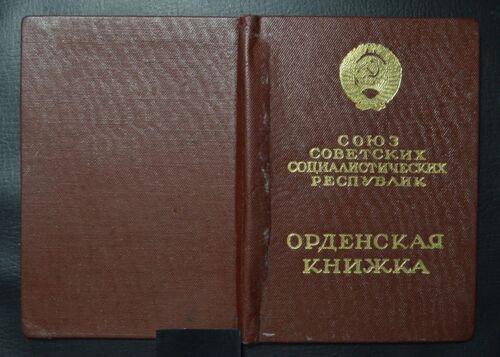 СОЮЗ
СОВЕТСКИХ
СОЦИАЛИСТИЧЕСКИХ
РЕСПУБЛИК
ОРДЕНСКАЯ
КНИЖКА